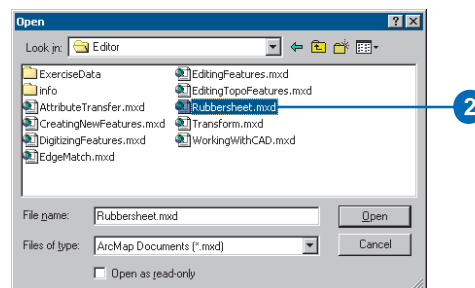 Open
Look in: Editor
ExerciseData
info
AttributeTransfer.mxd
CreatingNewFeatures.mxd
DigitizingFeatures.mxd
EdgeMatch.mxd
EditingFeatures.mxd
EditingTopoFeatures.mxd
Rubbersheet.mxd
Transform.mxd
WorkingWithCAD.mxd
2
File name: Rubbersheet.mxd Open
Files of type: ArcMap Documents (*.mxd) Cancel
Open as read-only